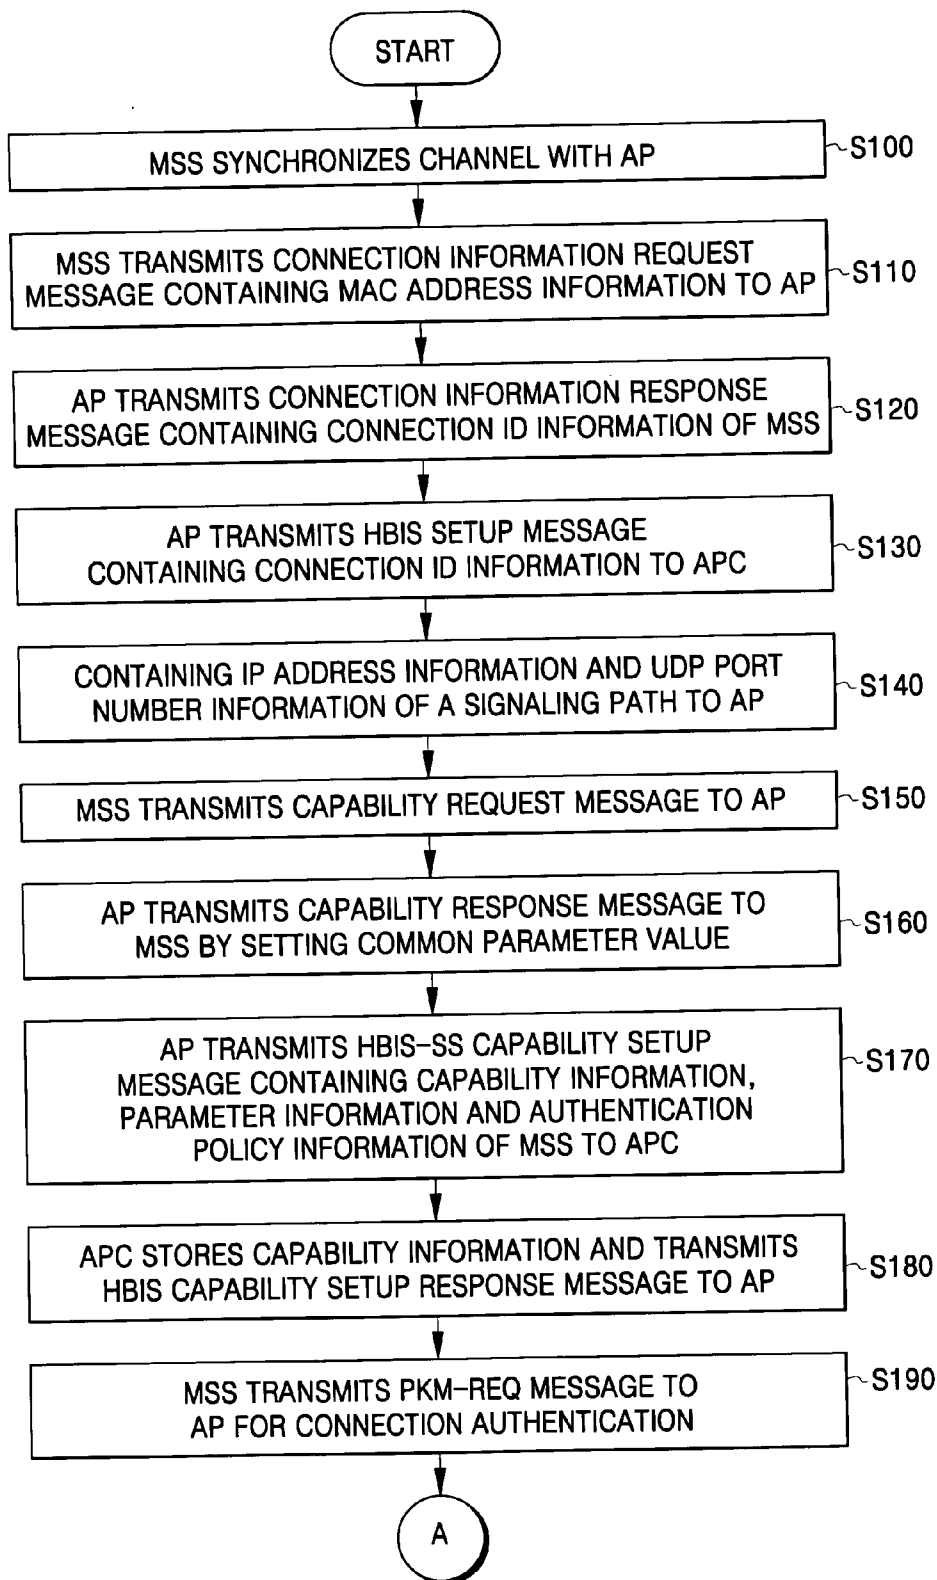 START
MSS SYNCHRONIZES CHANNEL WITH AP
S100
MSS TRANSMITS CONNECTION INFORMATION REQUEST
MESSAGE CONTAINING MAC ADDRESS INFORMATION TO AP
S110
AP TRANSMITS CONNECTION INFORMATION RESPONSE
MESSAGE CONTAINING CONNECTION ID INFORMATION OF MSS
S120
AP TRANSMITS HBIS SETUP MESSAGE
CONTAINING CONNECTION ID INFORMATION TO APC
S130
CONTAINING IP ADDRESS INFORMATION AND UDP PORT
NUMBER INFORMATION OF A SIGNALING PATH TO AP
S140
MSS TRANSMITS CAPABILITY REQUEST MESSAGE TO AP
S150
AP TRANSMITS CAPABILITY RESPONSE MESSAGE TO
MSS BY SETTING COMMON PARAMETER VALUE
S160
AP TRANSMITS HBIS-SS CAPABILITY SETUP
MESSAGE CONTAINING CAPABILITY INFORMATION,
PARAMETER INFORMATION AND AUTHENTICATION
POLICY INFORMATION OF MSS TO APC
S170
APC STORES CAPABILITY INFORMATION AND TRANSMITS
HBIS CAPABILITY SETUP RESPONSE MESSAGE TO AP
S180
MSS TRANSMITS PKM-REQ MESSAGE TO
AP FOR CONNECTION AUTHENTICATION
S190
A